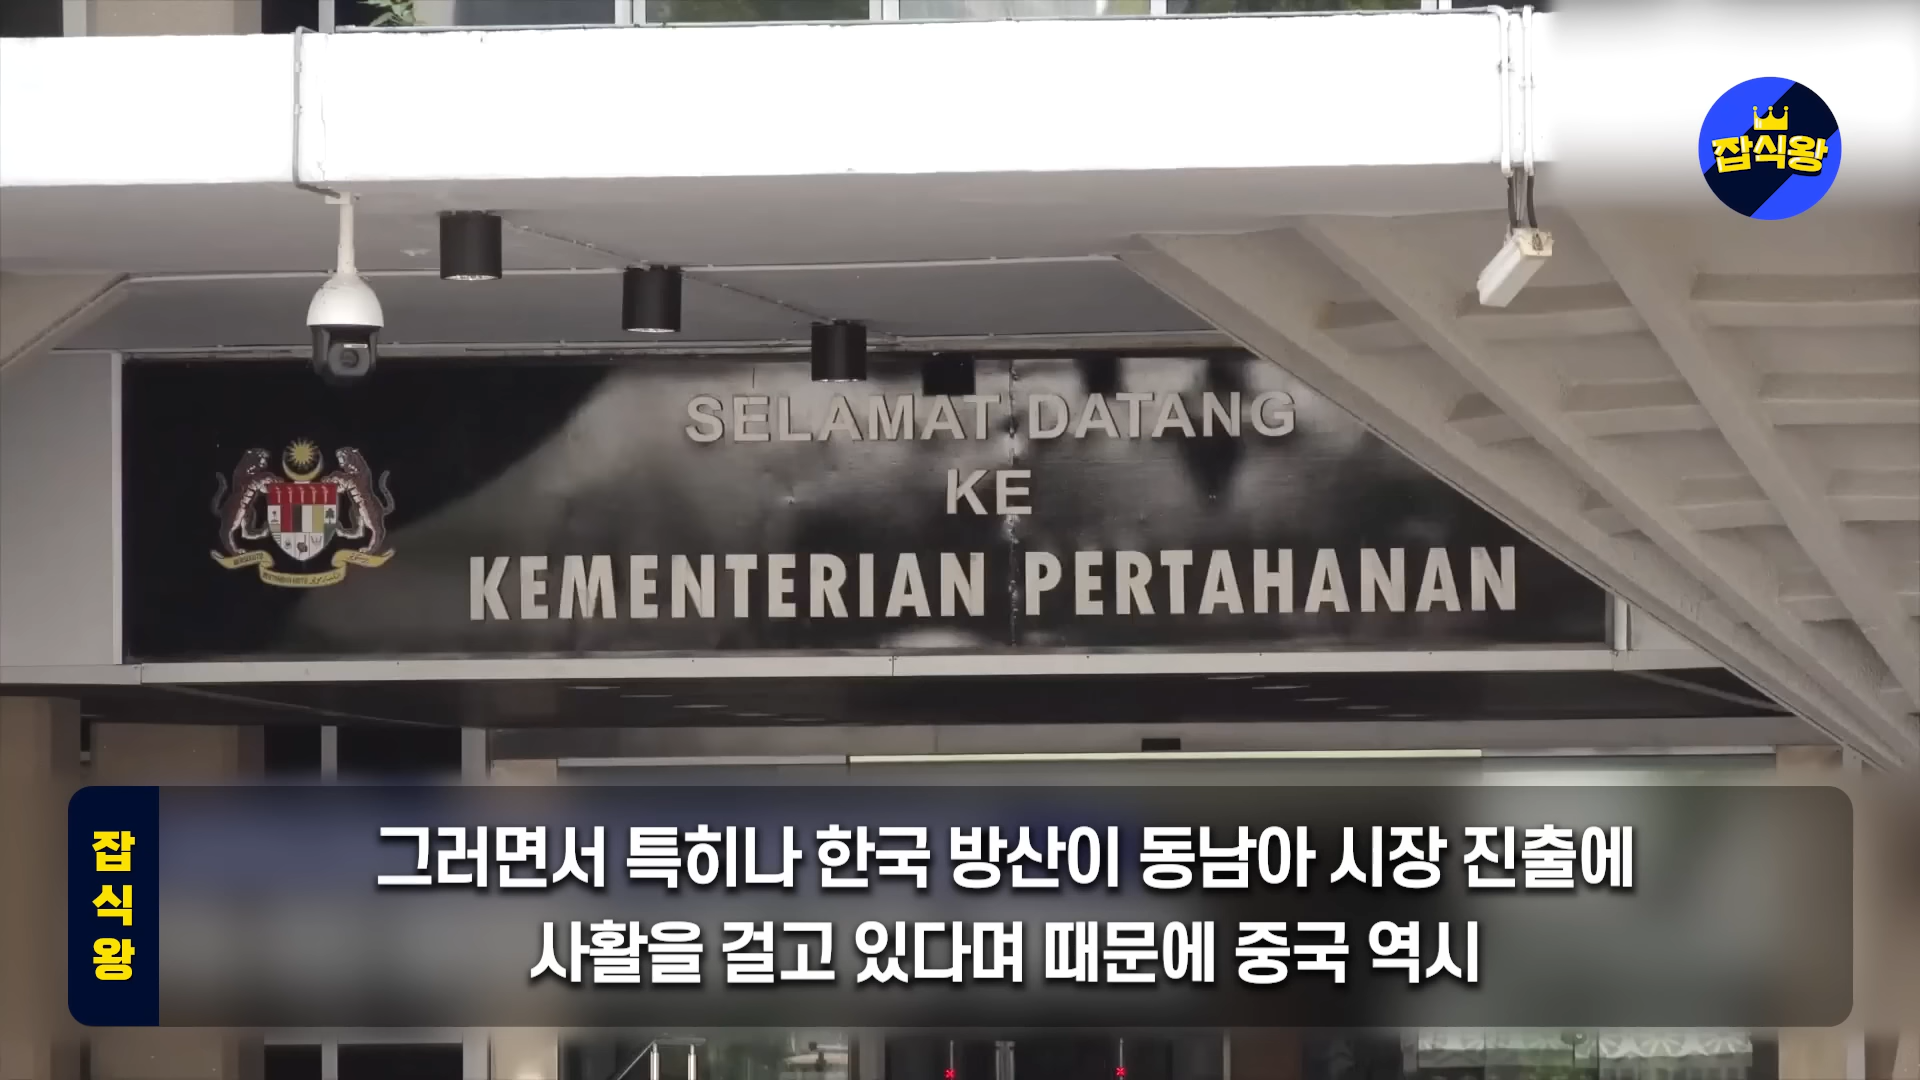 잡식왕
SELAMAT DATANG
KE
KEMENTERIAN PERTAHANAN
잡식왕
그러면서 특히나 한국 방산이 동남아 시장 진출에
사활을 걸고 있다며 때문에 중국 역시